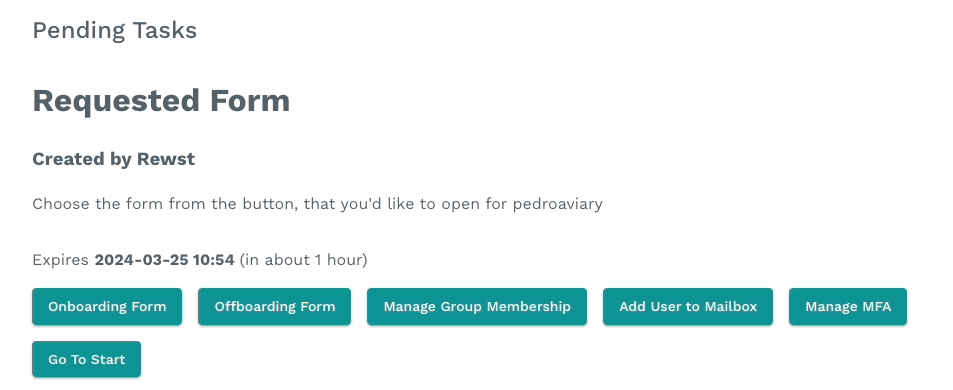 Pending Tasks
Requested Form
Created by Rewst
Choose the form from the button, that you'd like to open for pedroaviary
Expires 2024-03-25 10:54 (in about 1 hour)
Onboarding Form Offboarding Form Manage Group Membership Add User to Mailbox Manage MFA
Go To Start